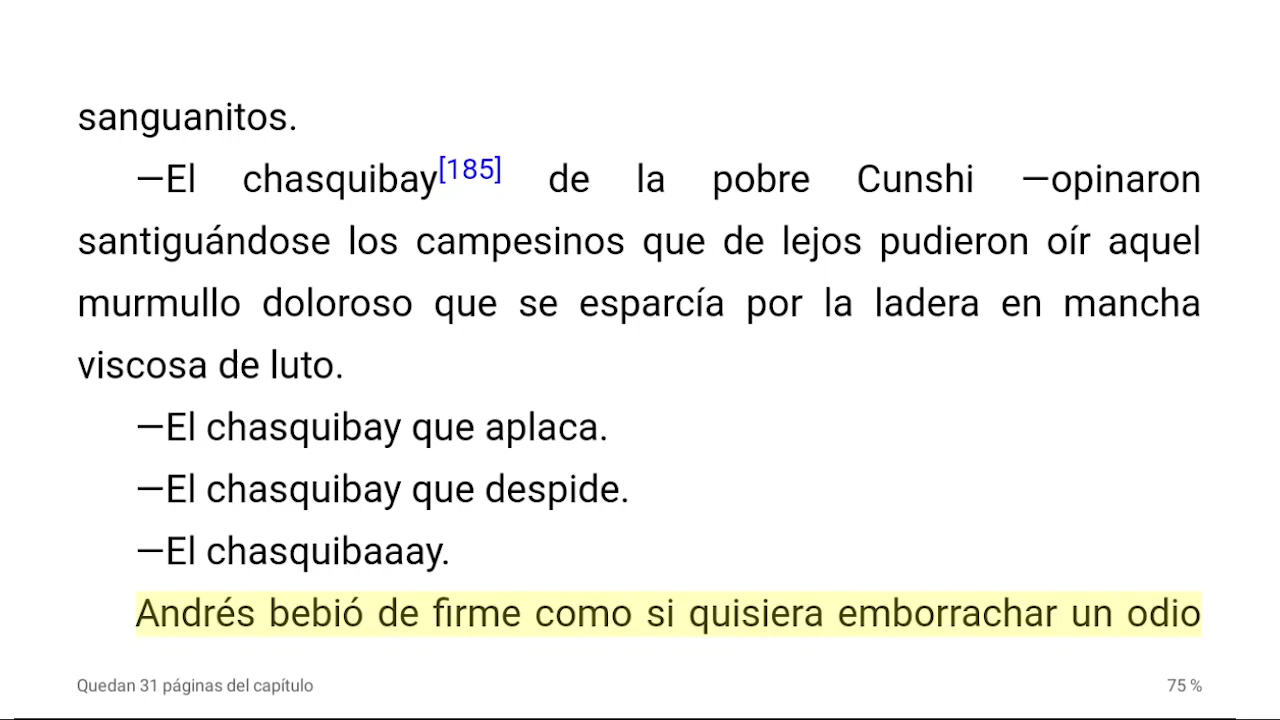 sanguanitos.
—El chasquibay[185] de la pobre Cunshi —opinaron
santiguándose los campesinos que de lejos pudieron oír aquel
murmullo doloroso que se esparcía por la ladera en mancha
viscosa de luto.
—El chasquibay que aplaca.
—El chasquibay que despide.
—El chasquibaaay.
Andrés bebió de firme como si quisiera emborrachar un odio
Quedan 31 páginas del capítulo 75 %